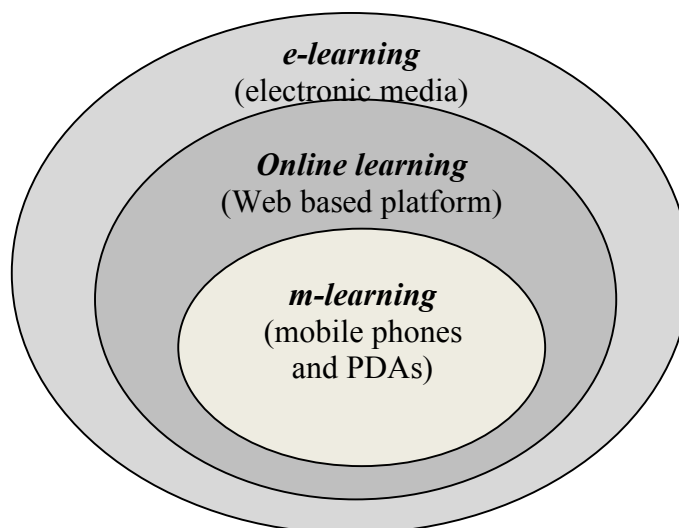 e-learning
(electronic media)
Online learning
(Web based platform)
m-learning
(mobile phones
and PDAs)